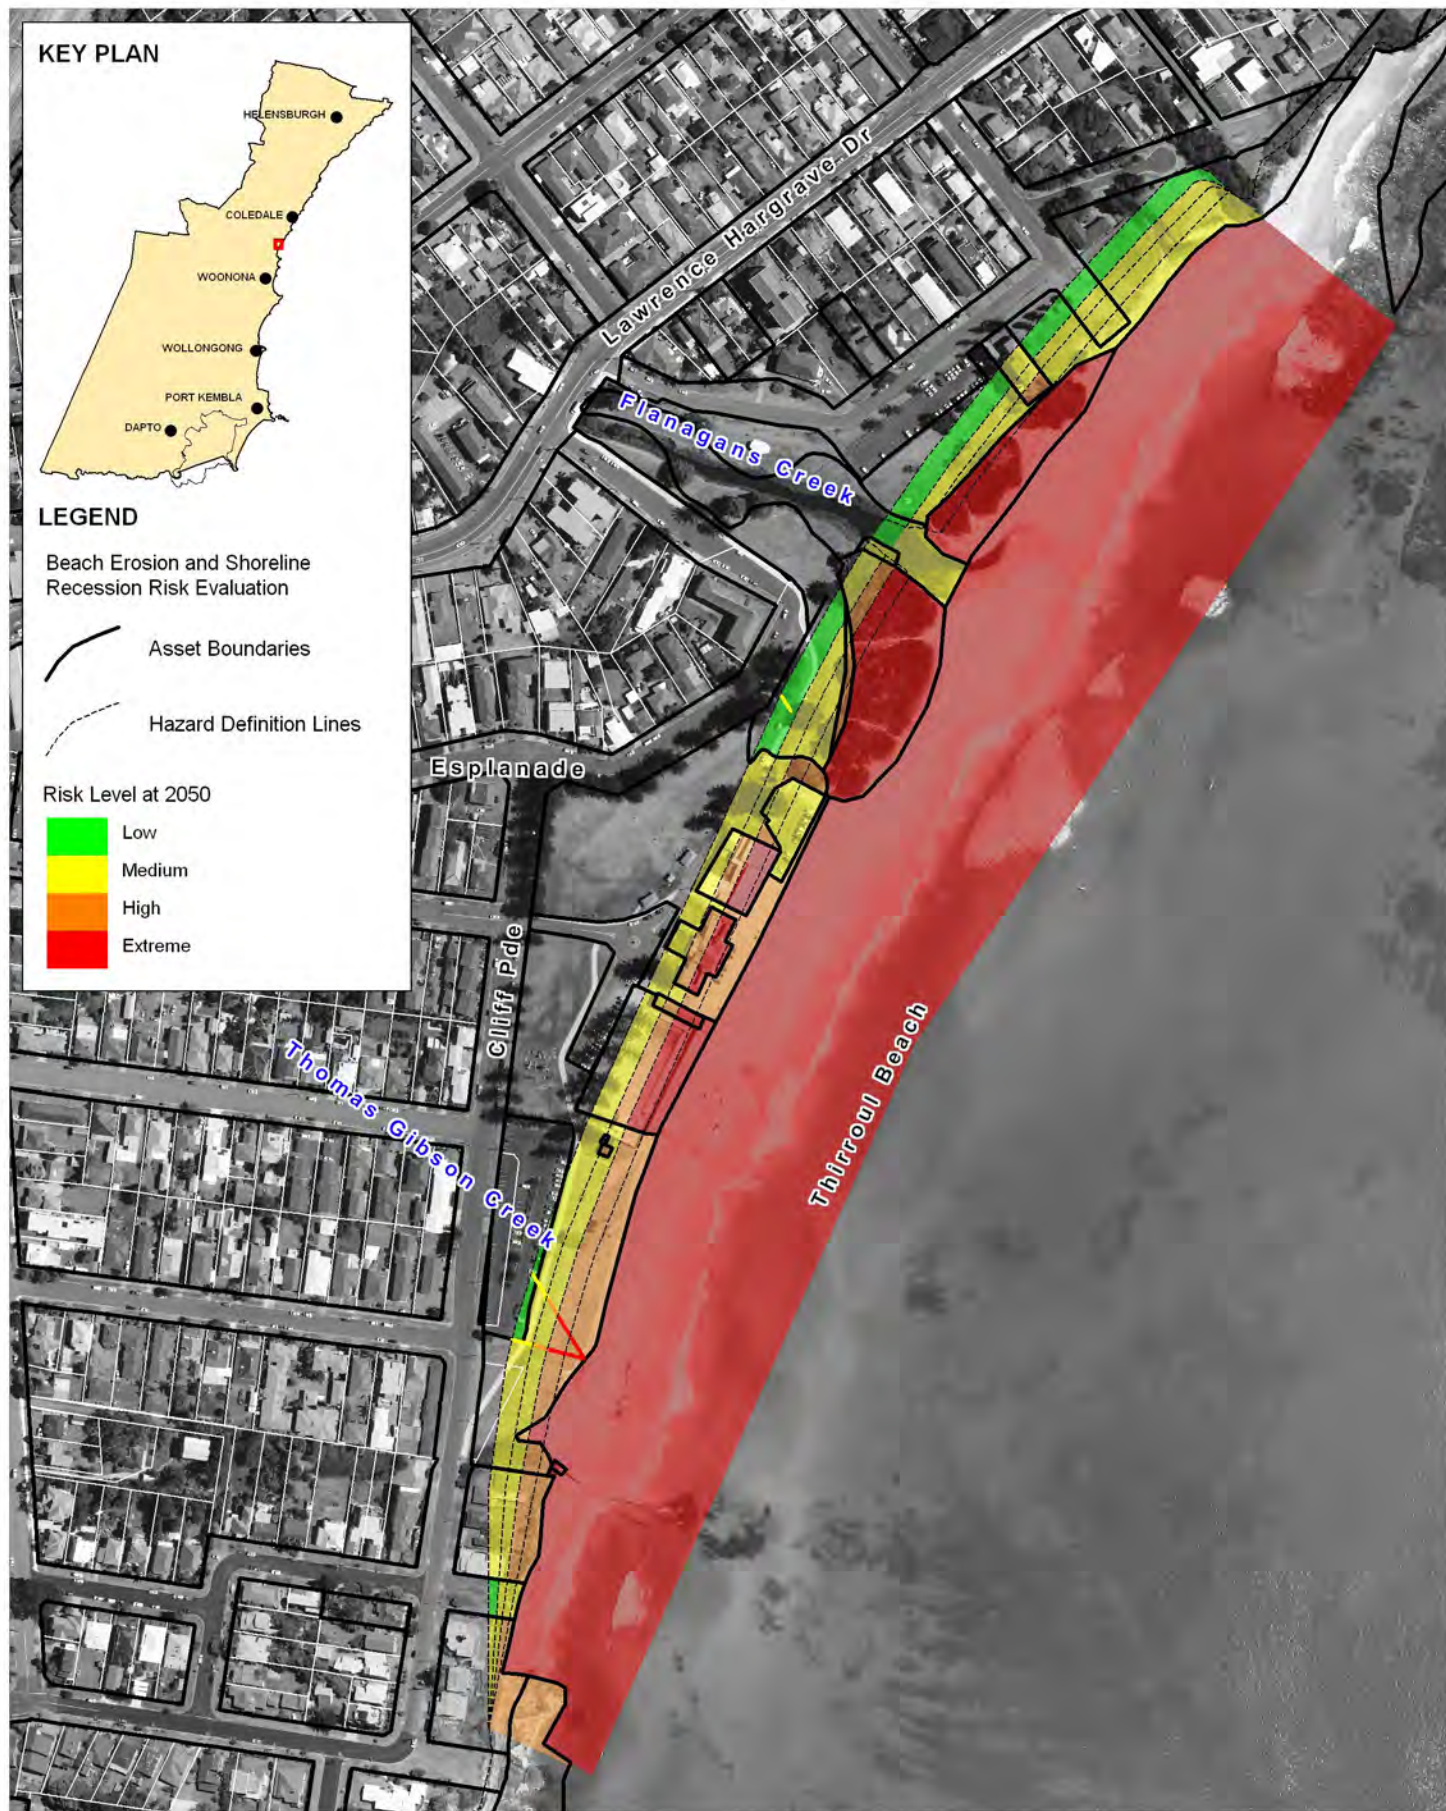 KEY PLAN
HELENSBURGH
COLEDALE
WOONONA
WOLLONGONG
PORT KEMBLA
DAPTO
LEGEND
Beach Erosion and Shoreline
Recession Risk Evaluation
Asset Boundaries
Hazard Definition Lines
Risk Level at 2050
Low
Medium
High
Extreme
Lawrence Hargrave Dr
Flanagans Creek
Esplanade
Cliff Pde
Thomas Gibson Creek
Thirroul Beach